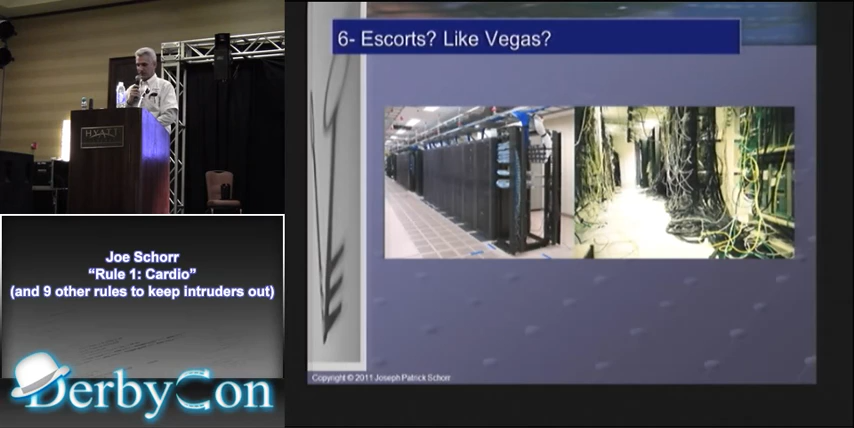 6- Escorts? Like Vegas?
HYATT
Joe Schorr
“Rule 1: Cardio”
(and 9 other rules to keep intruders out)
DerbyCon
Copyright © 2011 Joseph Patrick Schorr